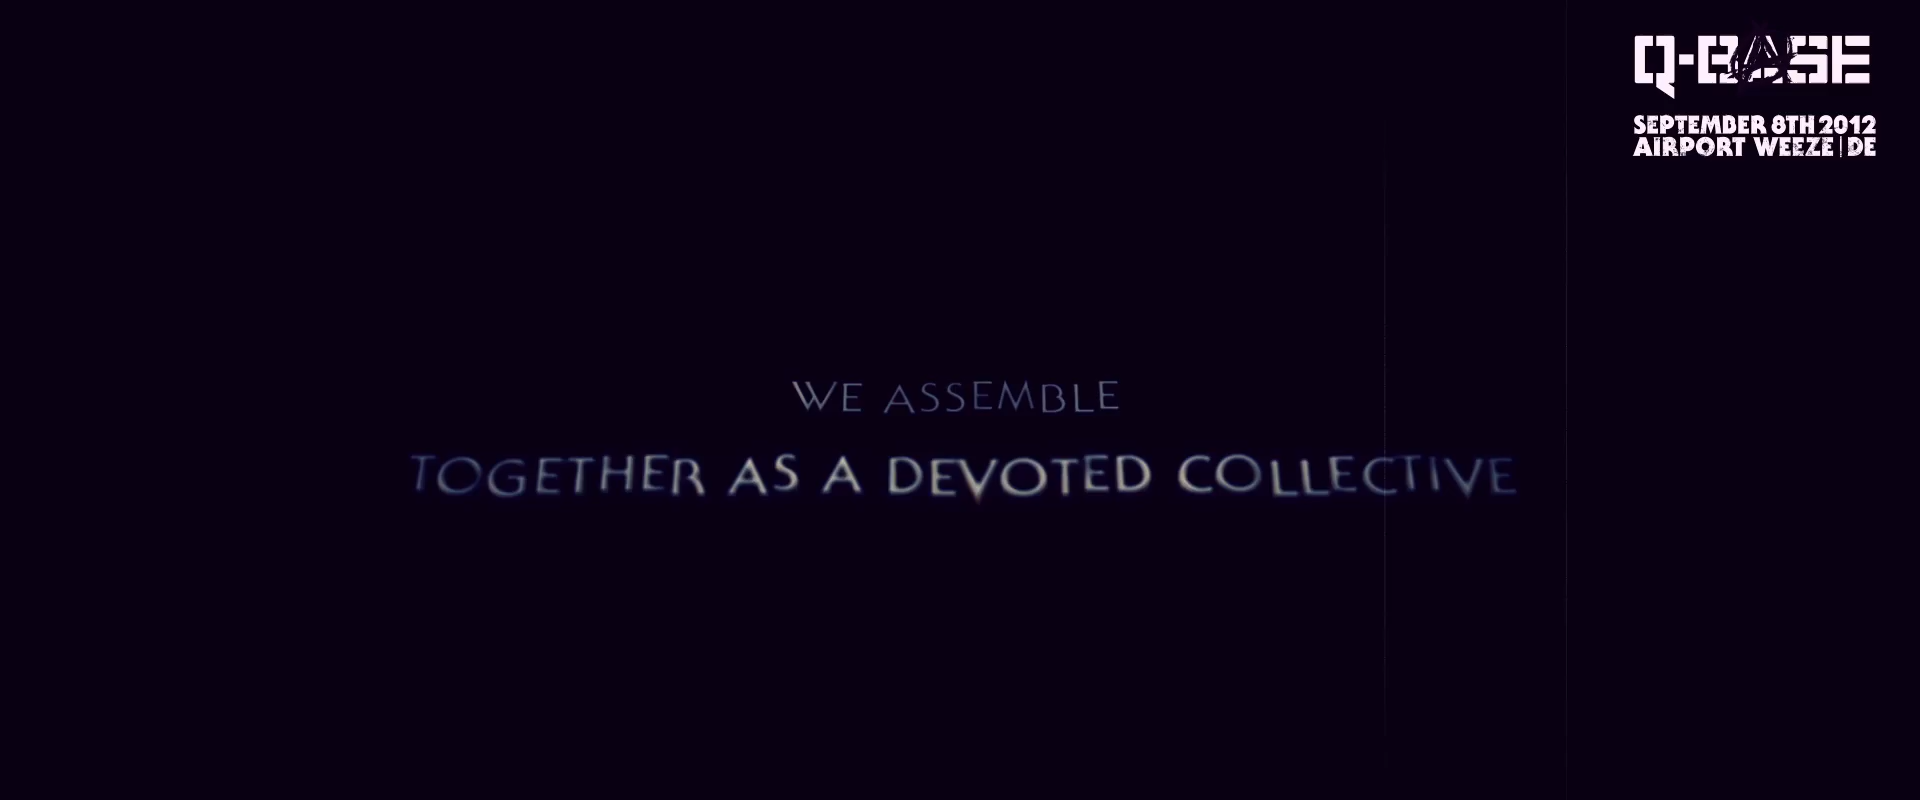 Q-BASE
SEPTEMBER 8TH 2012
AIRPORT WEEZE | DE
WE ASSEMBLE
TOGETHER AS A DEVOTED COLLECTIVE